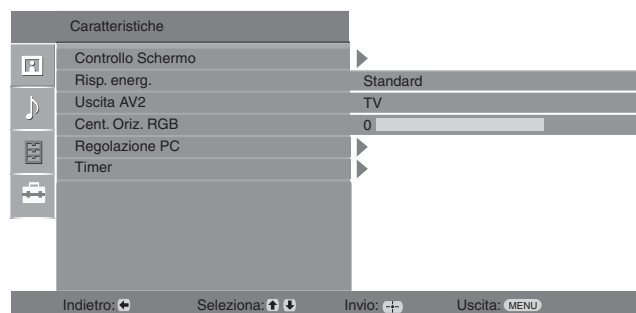 Caratteristiche
Controllo Schermo
Risp. energ. Standard
Uscita AV2 TV
Cent. Oriz. RGB 0
Regolazione PC
Timer
Indietro: Seleziona: Invio: Uscita: MENU